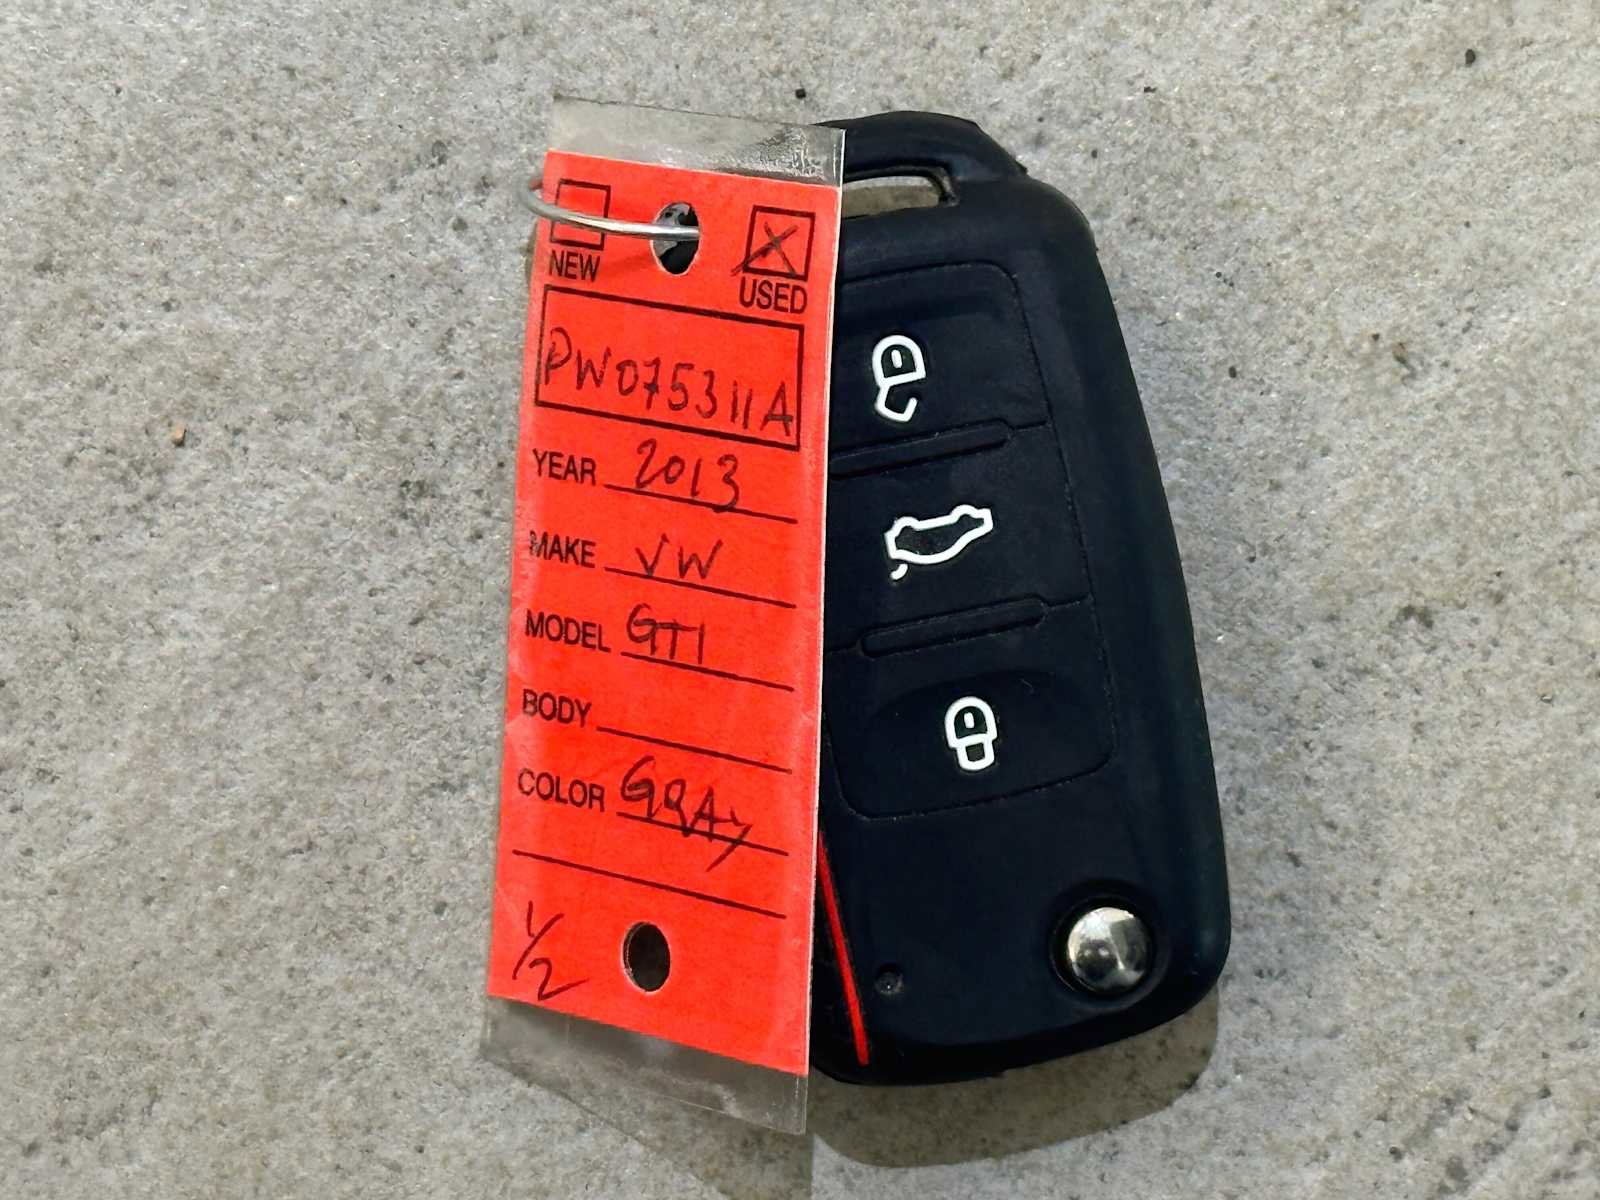 NEW USED
PW075311A
YEAR 2013
MAKE VW
MODEL GTI
BODY
COLOR GRAY
1/2